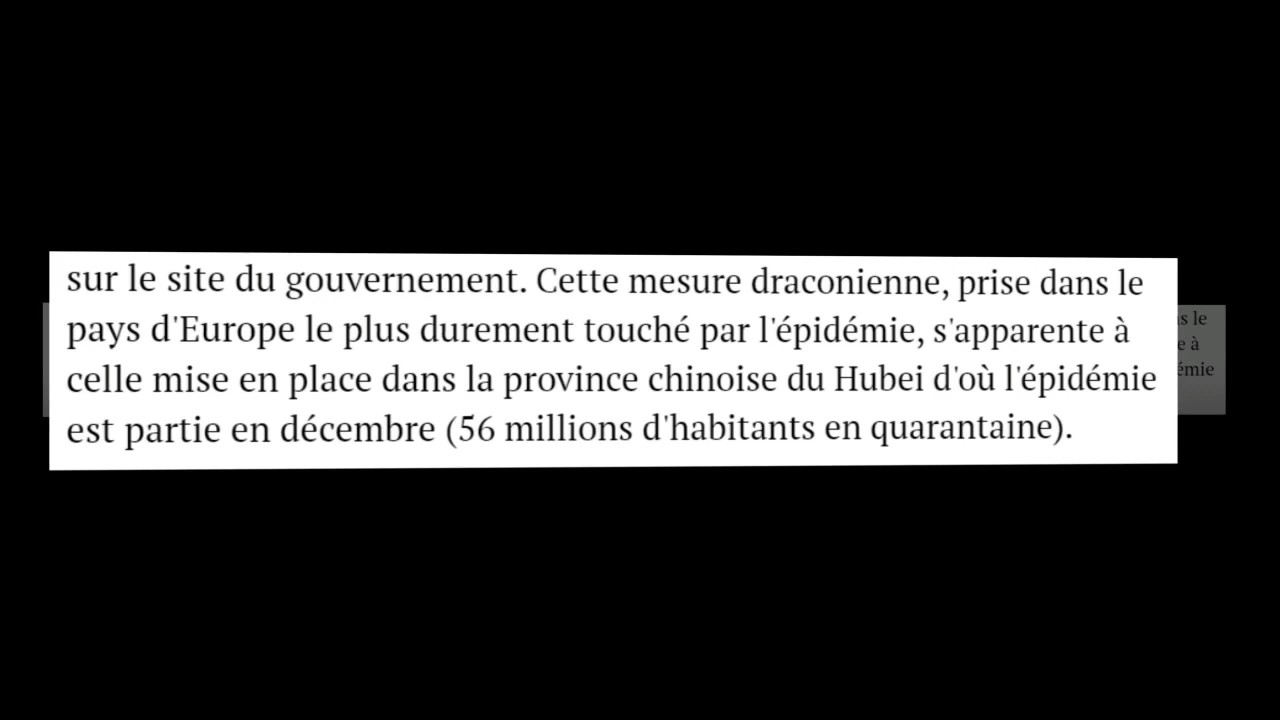 sur le site du gouvernement. Cette mesure draconienne, prise dans le
pays d'Europe le plus durement touché par l'épidémie, s'apparente à
celle mise en place dans la province chinoise du Hubei d'où l'épidémie
est partie en décembre (56 millions d'habitants en quarantaine).
le
à